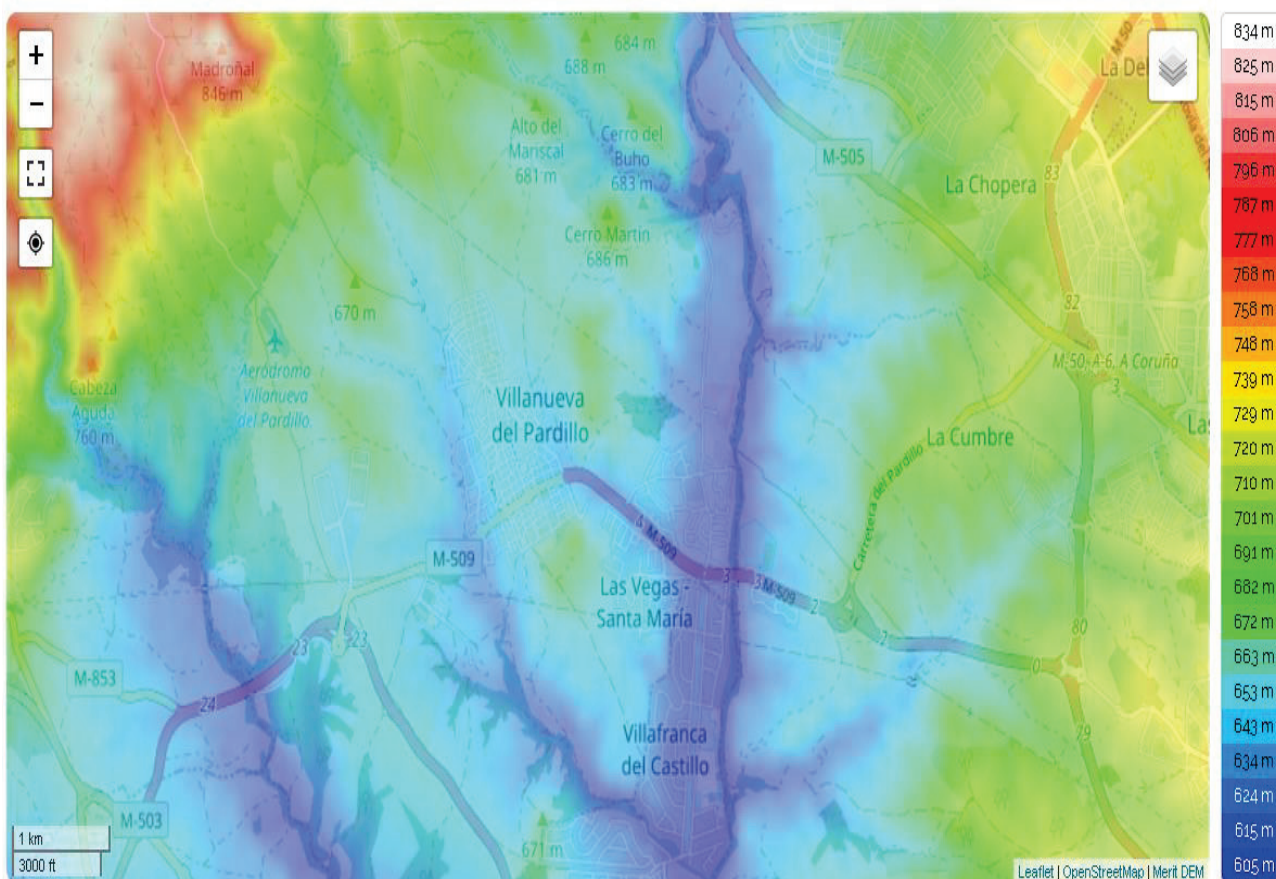 +
−
Madroñal
846 m
684 m
688 m
Alto del
Mariscal
681 m
Cerro del
Buho
683 m
Cerro Martín
686 m
670 m
Aeródromo
Villanueva
del Pardillo
Cabeza
Aguda
760 m
Villanueva
del Pardillo
M-509
M-509
Las Vegas -
Santa María
3
3
M-509
2
2
0
Villafranca
del Castillo
671 m
23
23
24
M-853
M-503
M-505
M-50
La Chopera
83
82
M-50, A-6, A Coruña
3
La Cumbre
Carretera del Pardillo
80
79
1 km
3000 ft
Leaflet | OpenStreetMap | Merit DEM
834 m
825 m
815 m
806 m
796 m
787 m
777 m
768 m
758 m
748 m
739 m
729 m
720 m
710 m
701 m
691 m
682 m
672 m
663 m
653 m
643 m
634 m
624 m
615 m
605 m